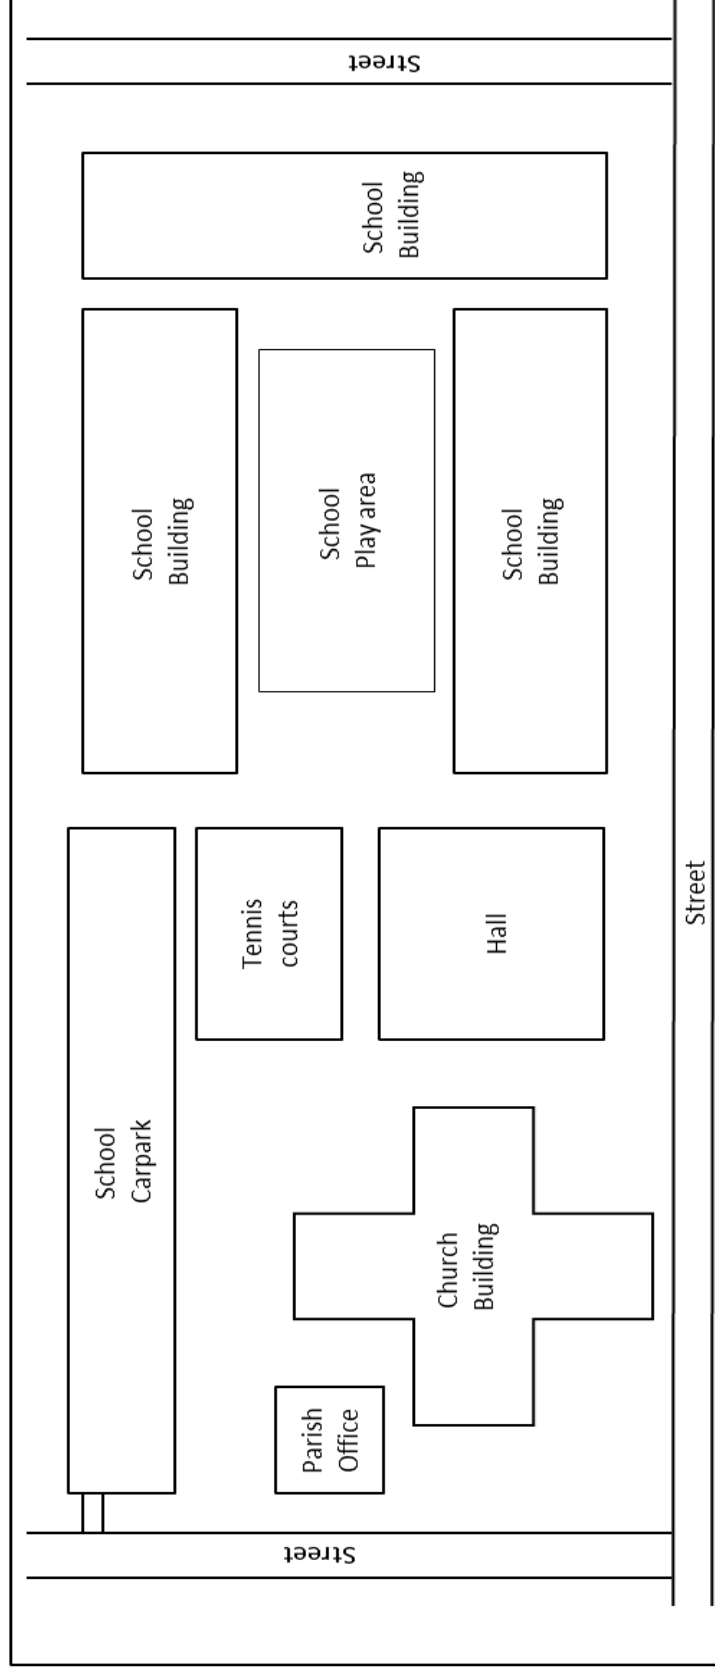 Street
School
Building
School
Building
School
Play area
School
Building
School
Carpark
Tennis
courts
Hall
Street
Church
Building
Parish
Office
Street